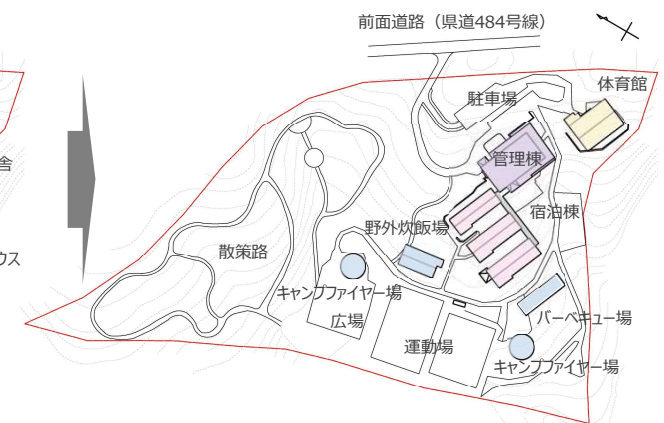 前面道路（県道484号線）
体育館
駐車場
舎
管理棟
宿泊棟
野外炊飯場
散策路
ウス
キャンプファイヤー場
広場
バーベキュー場
運動場
キャンプファイヤー場